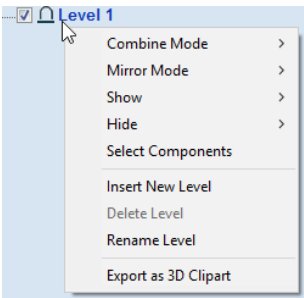 Level 1
Combine Mode
Mirror Mode
Show
Hide
Select Components
Insert New Level
Delete Level
Rename Level
Export as 3D Clipart